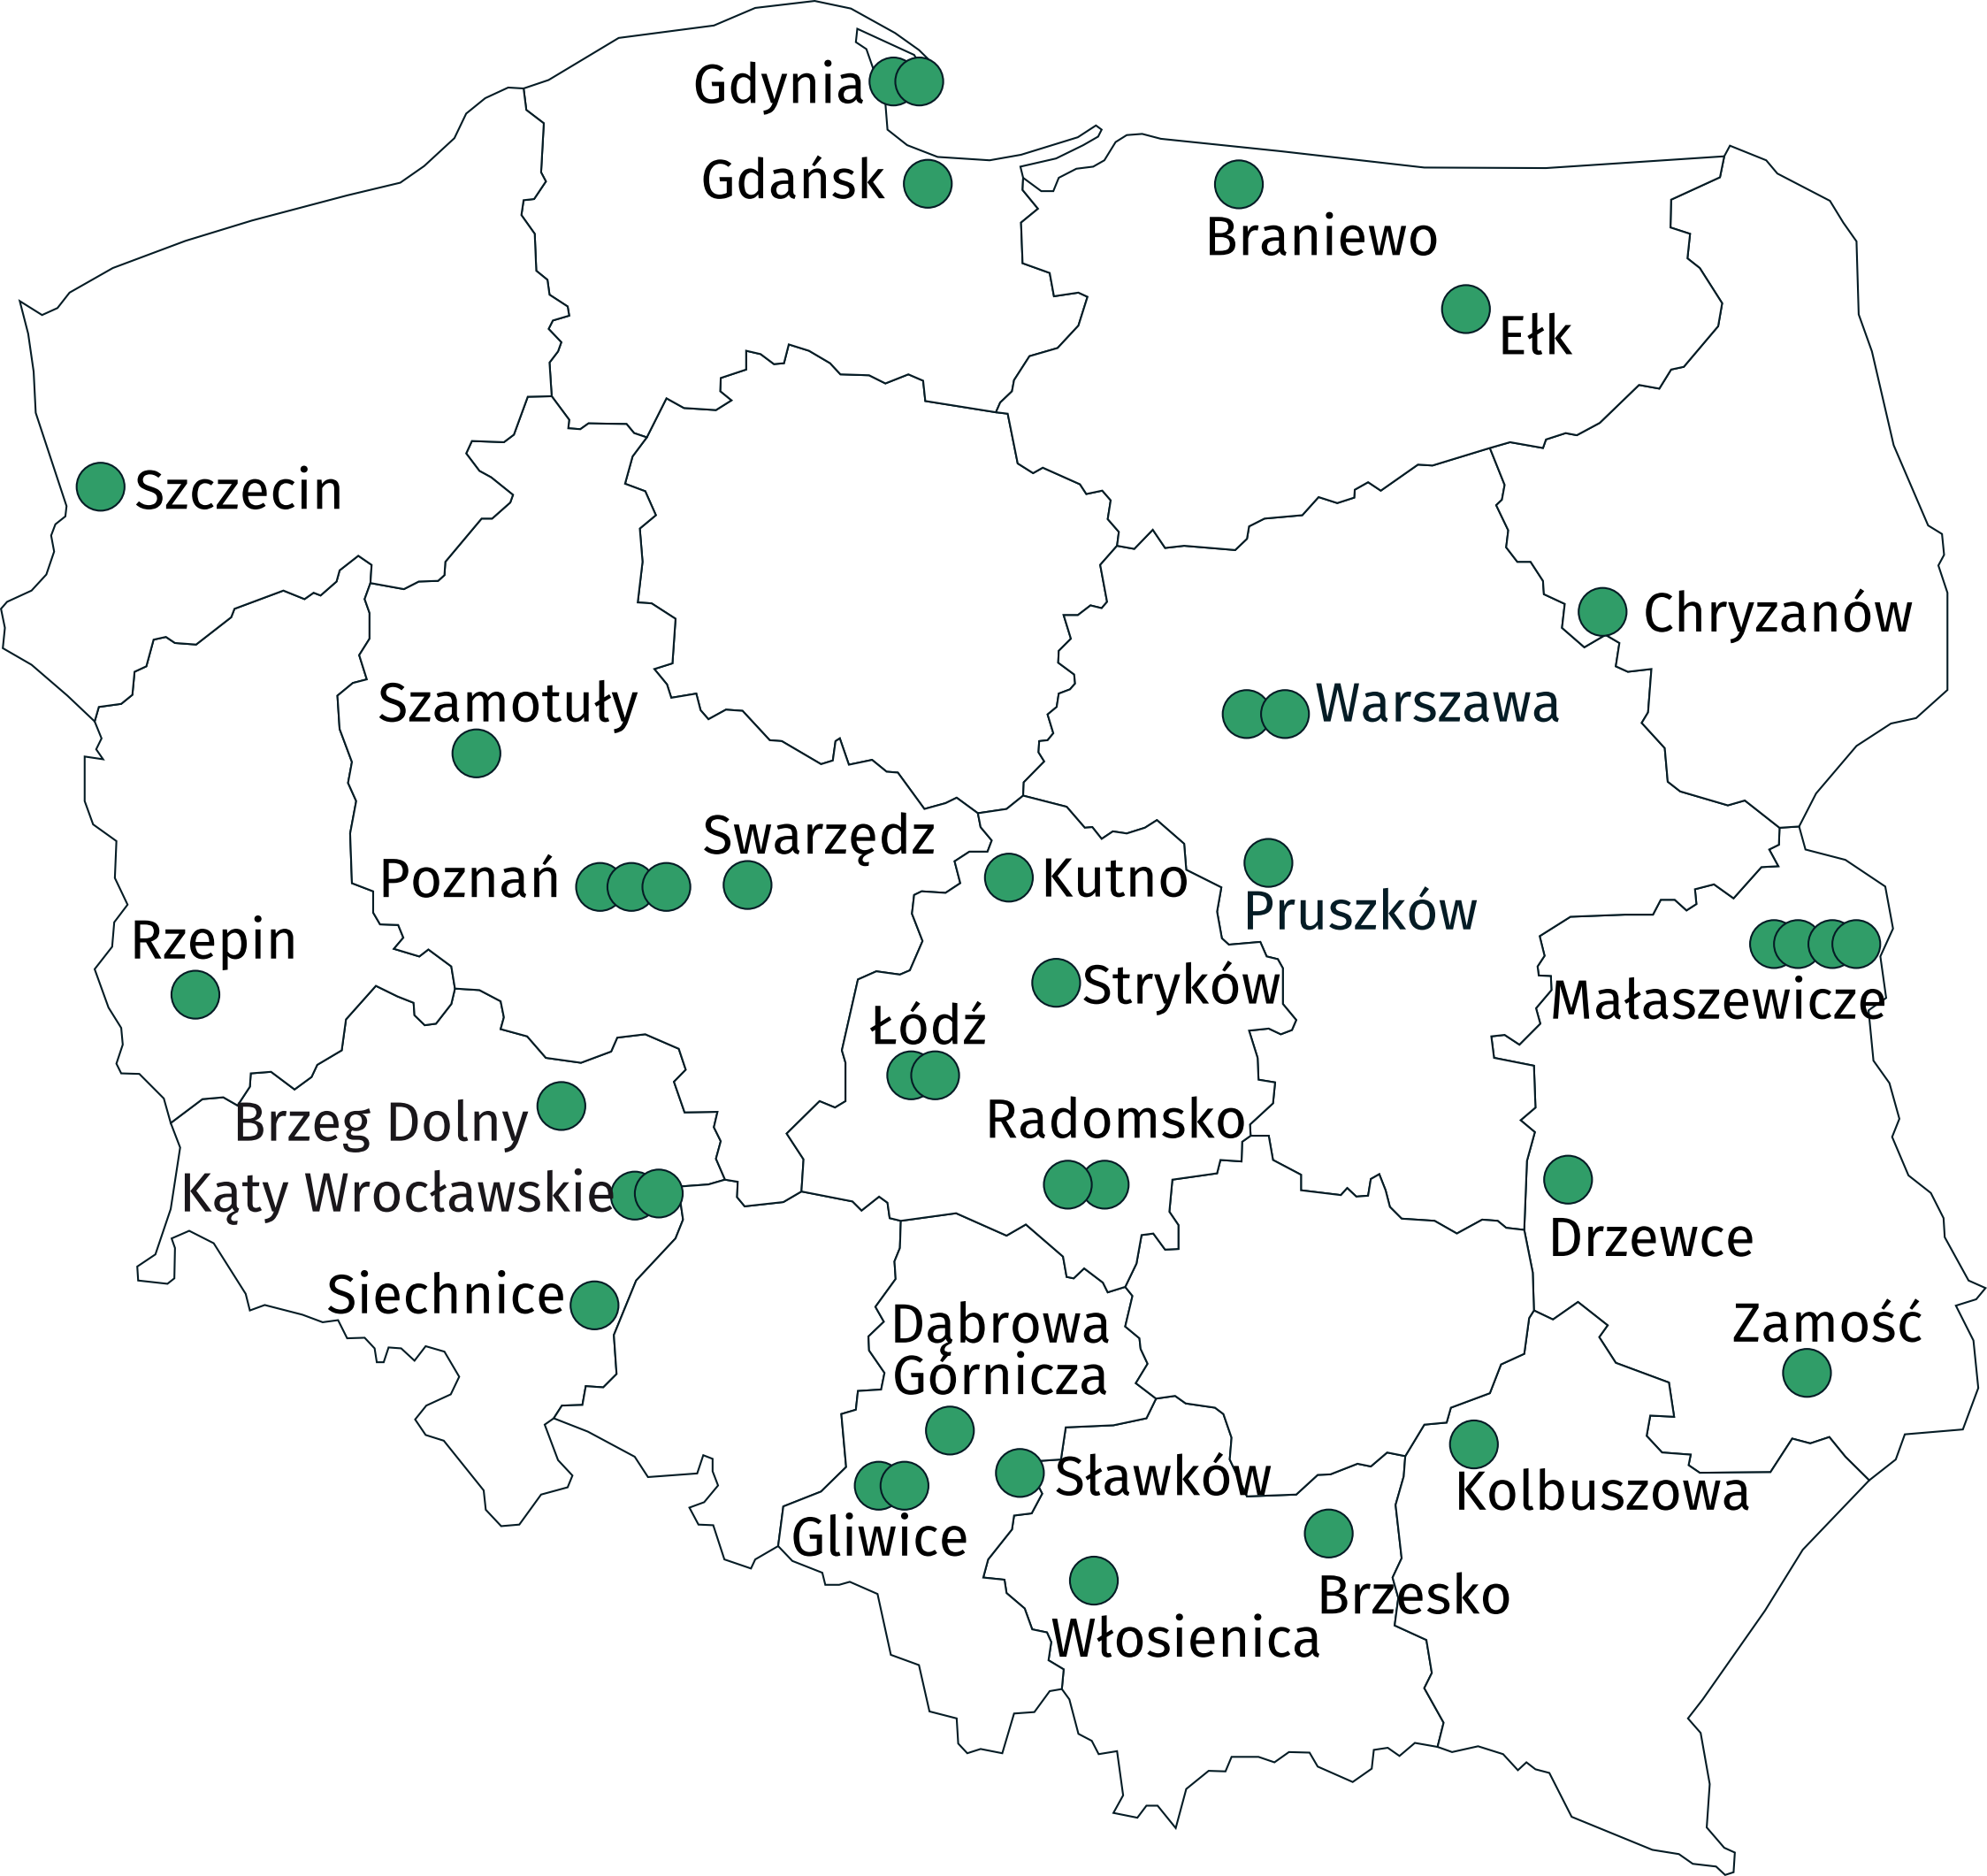 Gdynia
Gdańsk
Braniewo
Ełk
Szczecin
Chryzanów
Szamotuły
Warszawa
Swarzędz
Poznań
Kutno
Pruszków
Rzepin
Stryków
Małaszewicze
Łódź
Brzeg Dolny
Radomsko
Kąty Wrocławskie
Drzewce
Siechnice
Dąbrowa
Górnicza
Zamość
Sławków
Kolbuszowa
Gliwice
Brzesko
Włosienica